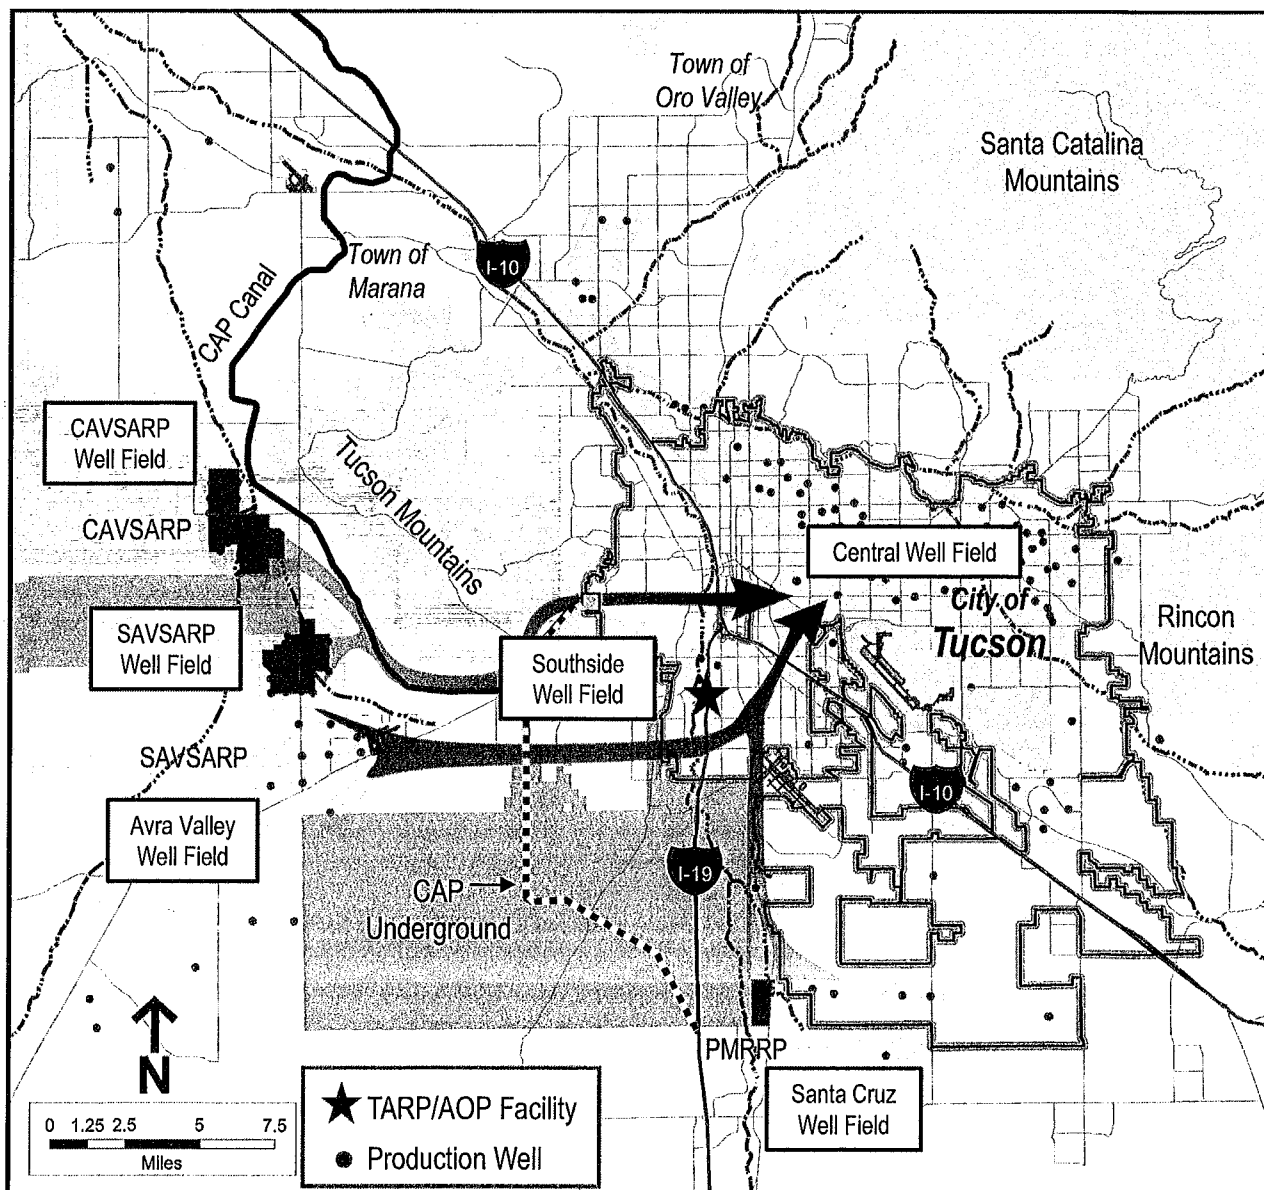 Town of
Oro Valley
Santa Catalina
Mountains
Town of
Marana
I-10
CAP Canal
CAVSARP
Well Field
Tucson Mountains
CAVSARP
Central Well Field
City of
Tucson
Rincon
Mountains
SAVSARP
Well Field
Southside
Well Field
SAVSARP
I-10
Avra Valley
Well Field
I-19
CAP
Underground
N
PMRRP
Santa Cruz
Well Field
TARP/AOP Facility
Production Well
0 1.25 2.5 5 7.5
Miles